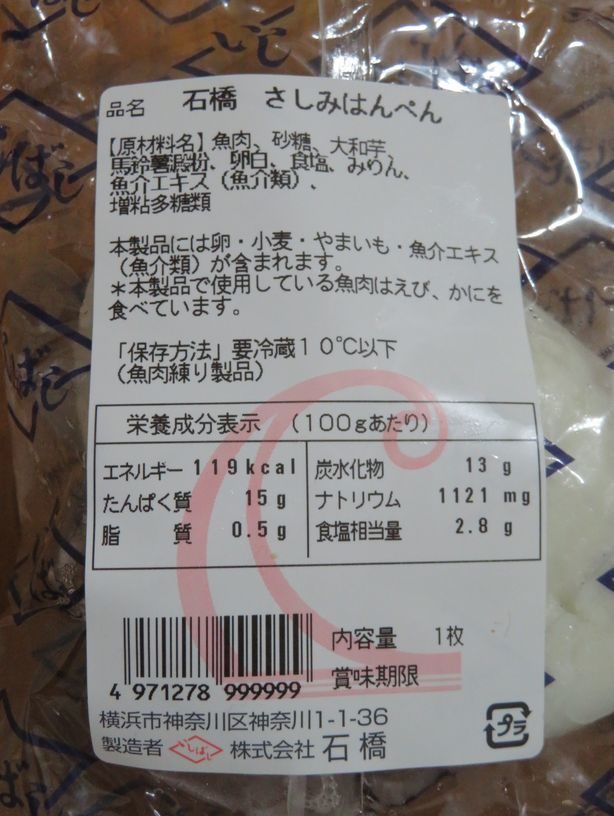 品名 石橋 さしみはんぺん
【原材料名】魚肉、砂糖、大和芋、
馬鈴薯澱粉、卵白、食塩、みりん、
魚介エキス（魚介類）、
増粘多糖類
本製品には卵・小麦・やまいも・魚介エキス
（魚介類）が含まれます。
＊本製品で使用している魚肉はえび、かにを
食べています。
「保存方法」要冷蔵１０℃以下
（魚肉練り製品）
栄養成分表示 （100gあたり）
エネルギー 119kcal 炭水化物 13 g
たんぱく質 15 g ナトリウム 1121 mg
脂 質 0.5 g 食塩相当量 2.8 g
4 971278 999999
内容量 1枚
賞味期限
横浜市神奈川区神奈川1-1-36
製造者 いしばし 株式会社 石橋
プラ